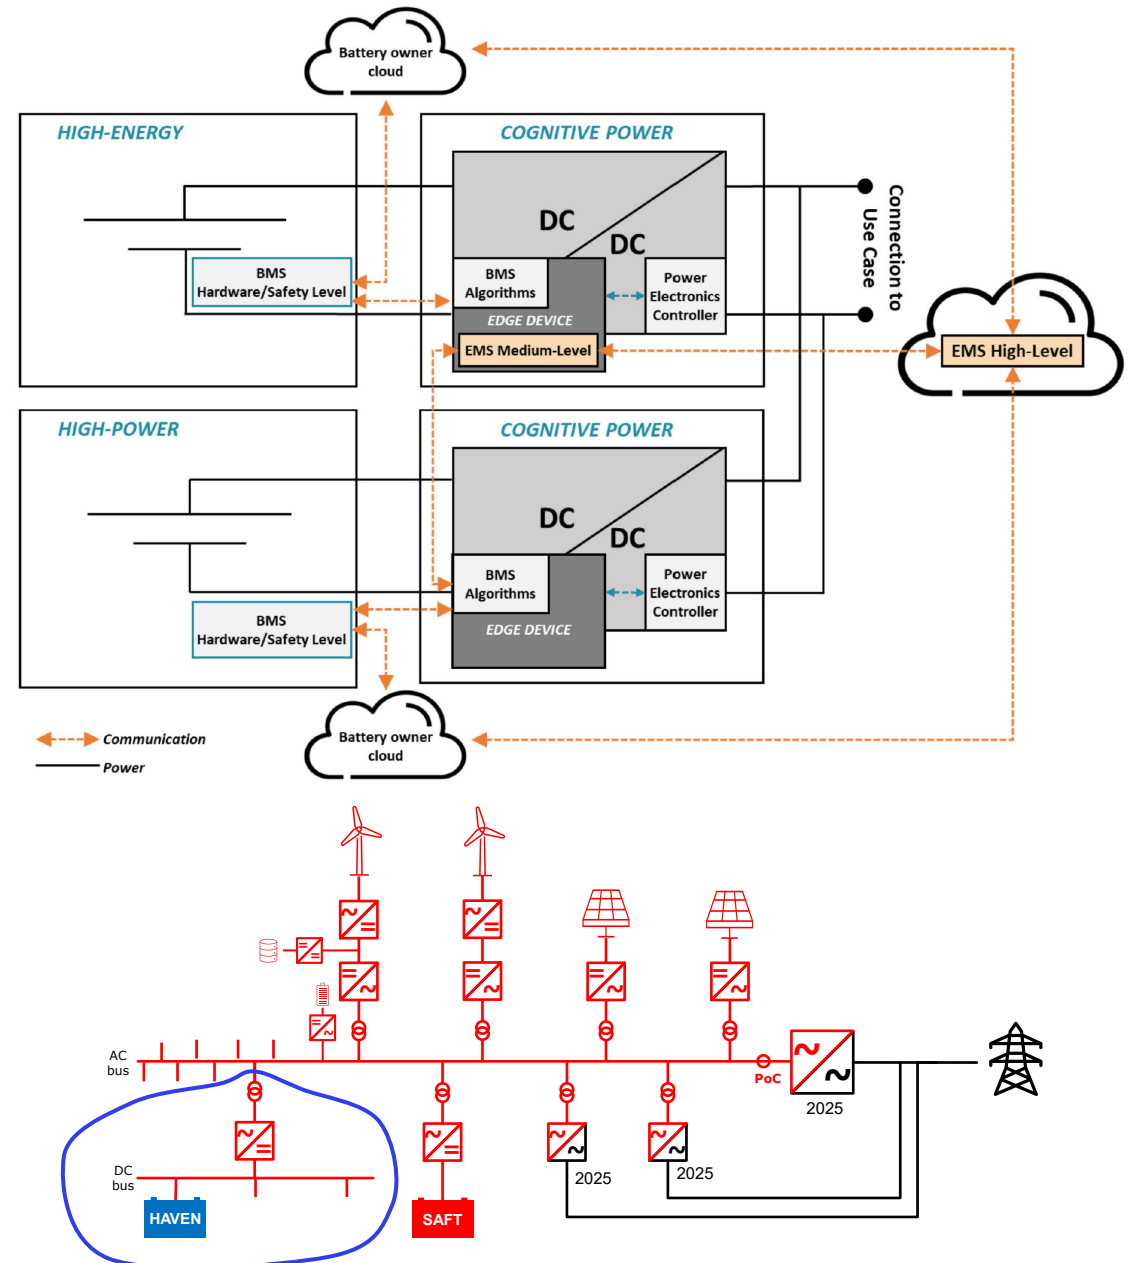 Battery owner
cloud
HIGH-ENERGY
COGNITIVE POWER
DC
DC
BMS
Hardware/Safety Level
BMS
Algorithms
Power
Electronics
Controller
EDGE DEVICE
EMS Medium-Level
Connection to
Use Case
EMS High-Level
HIGH-POWER
COGNITIVE POWER
DC
DC
BMS
Algorithms
Power
Electronics
Controller
BMS
Hardware/Safety Level
EDGE DEVICE
Battery owner
cloud
Communication
Power
AC
bus
PoC
2025
2025
2025
DC
bus
HAVEN
SAFT